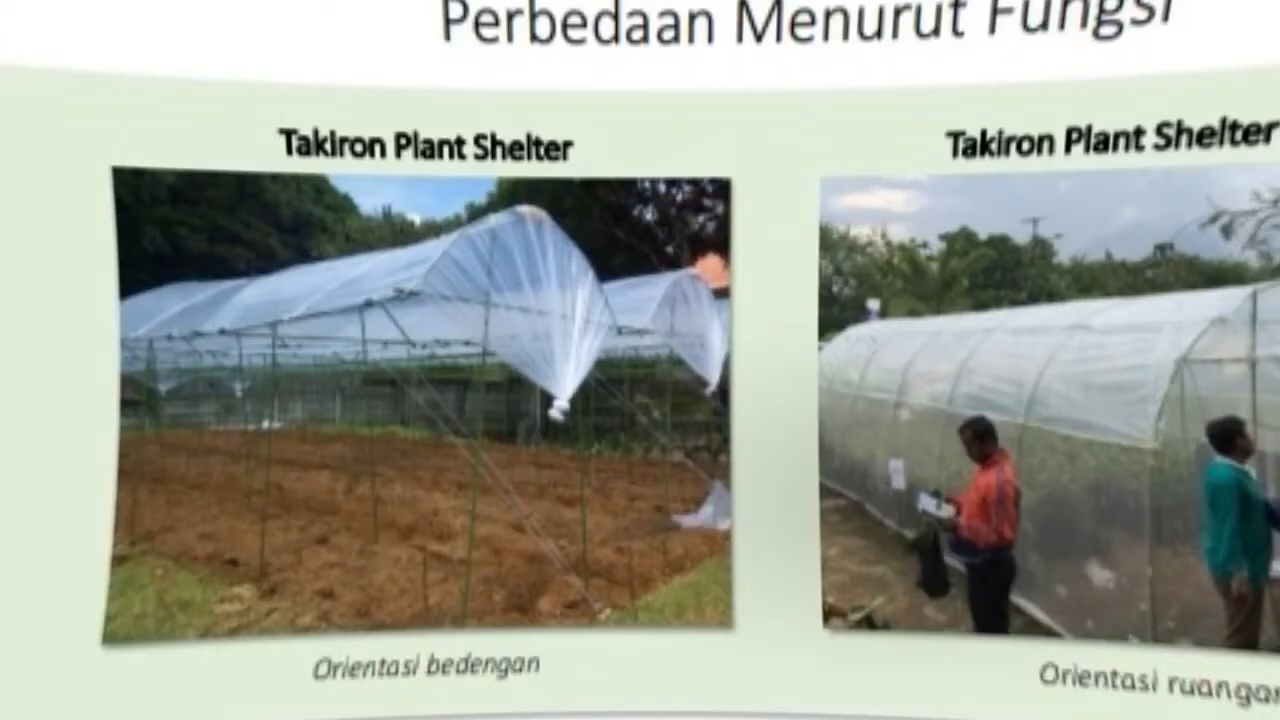 Perbedaan Menurut Fungsi
Takiron Plant Shelter
Takiron Plant Shelter
Orientasi bedengan
Orientasi ruangan